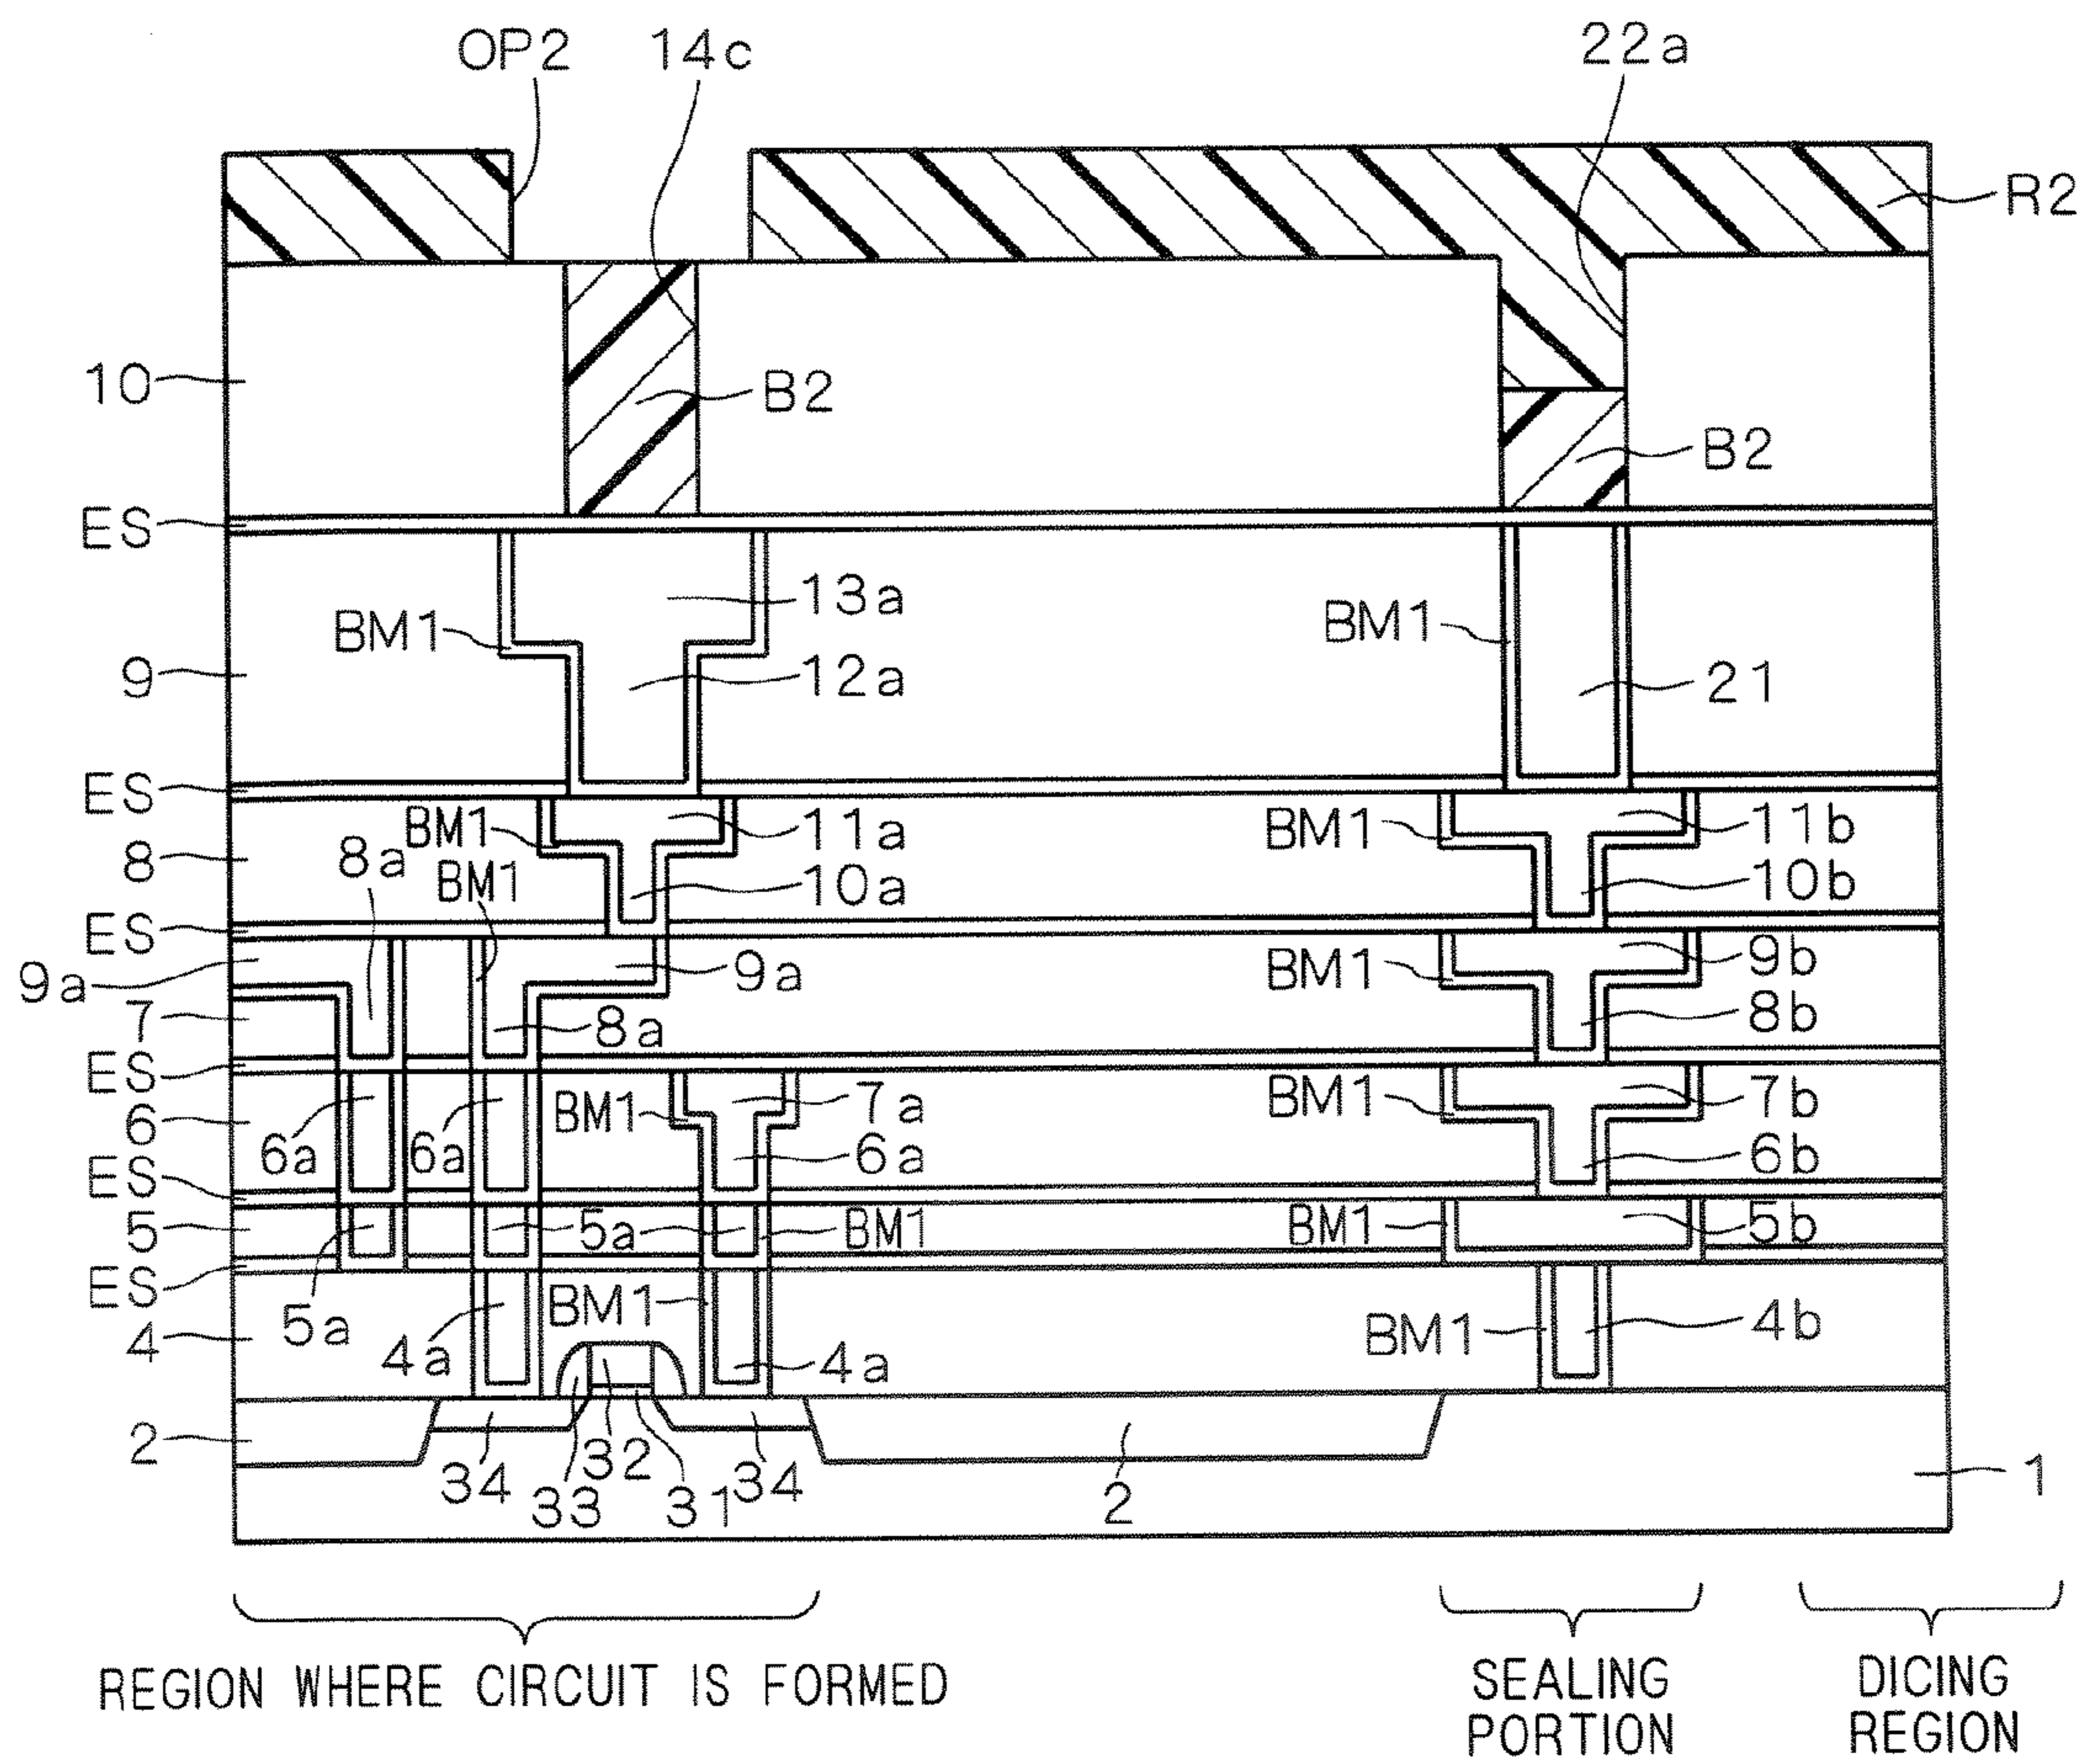 OP2 14c 22a
R2
10 B2
B2
ES
13a
BM1 BM1
9 12a 21
ES
BM1 11a BM1 11b
8 8a
BM1 10a 10b
ES
9a 9a BM1 9b
7 8a 8b
ES
BM1 7a BM1 7b
6 6a 6a 6a 6b
ES
5 5a BM1 BM1 5b
ES
5a BM1
4 4a 4a BM1 4b
2 34 32 34 1
33 31 2
REGION WHERE CIRCUIT IS FORMED
SEALING
PORTION
DICING
REGION